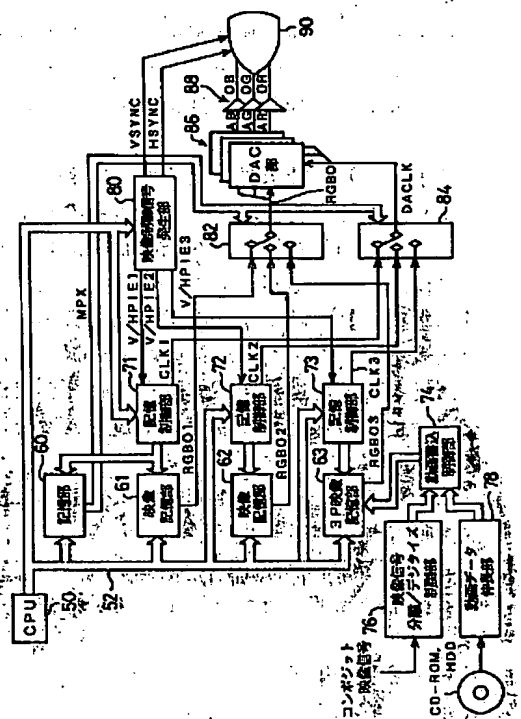 CPU
50
52
60
記憶部
MPX
61
映像
記憶部
62
映像
記憶部
63
3P映像
記憶部
71
記憶
制御部
72
記憶
制御部
73
記憶
制御部
RGBO1
RGBO2
RGBO3
CLK1
CLK2
CLK3
V/HPIE1
V/HPIE2
V/HPIE3
80
映像制御信号
発生部
VSYNC
HSYNC
82
84
DACLK
RGBO
DAC
部
86
AB
AG
AR
88
OB
OG
OR
90
74
動画書込
制御部
76
映像信号
分離/デジタイズ
制御部
78
動画データ
伸長部
コンポジット
映像信号
CD-ROM,
HDD